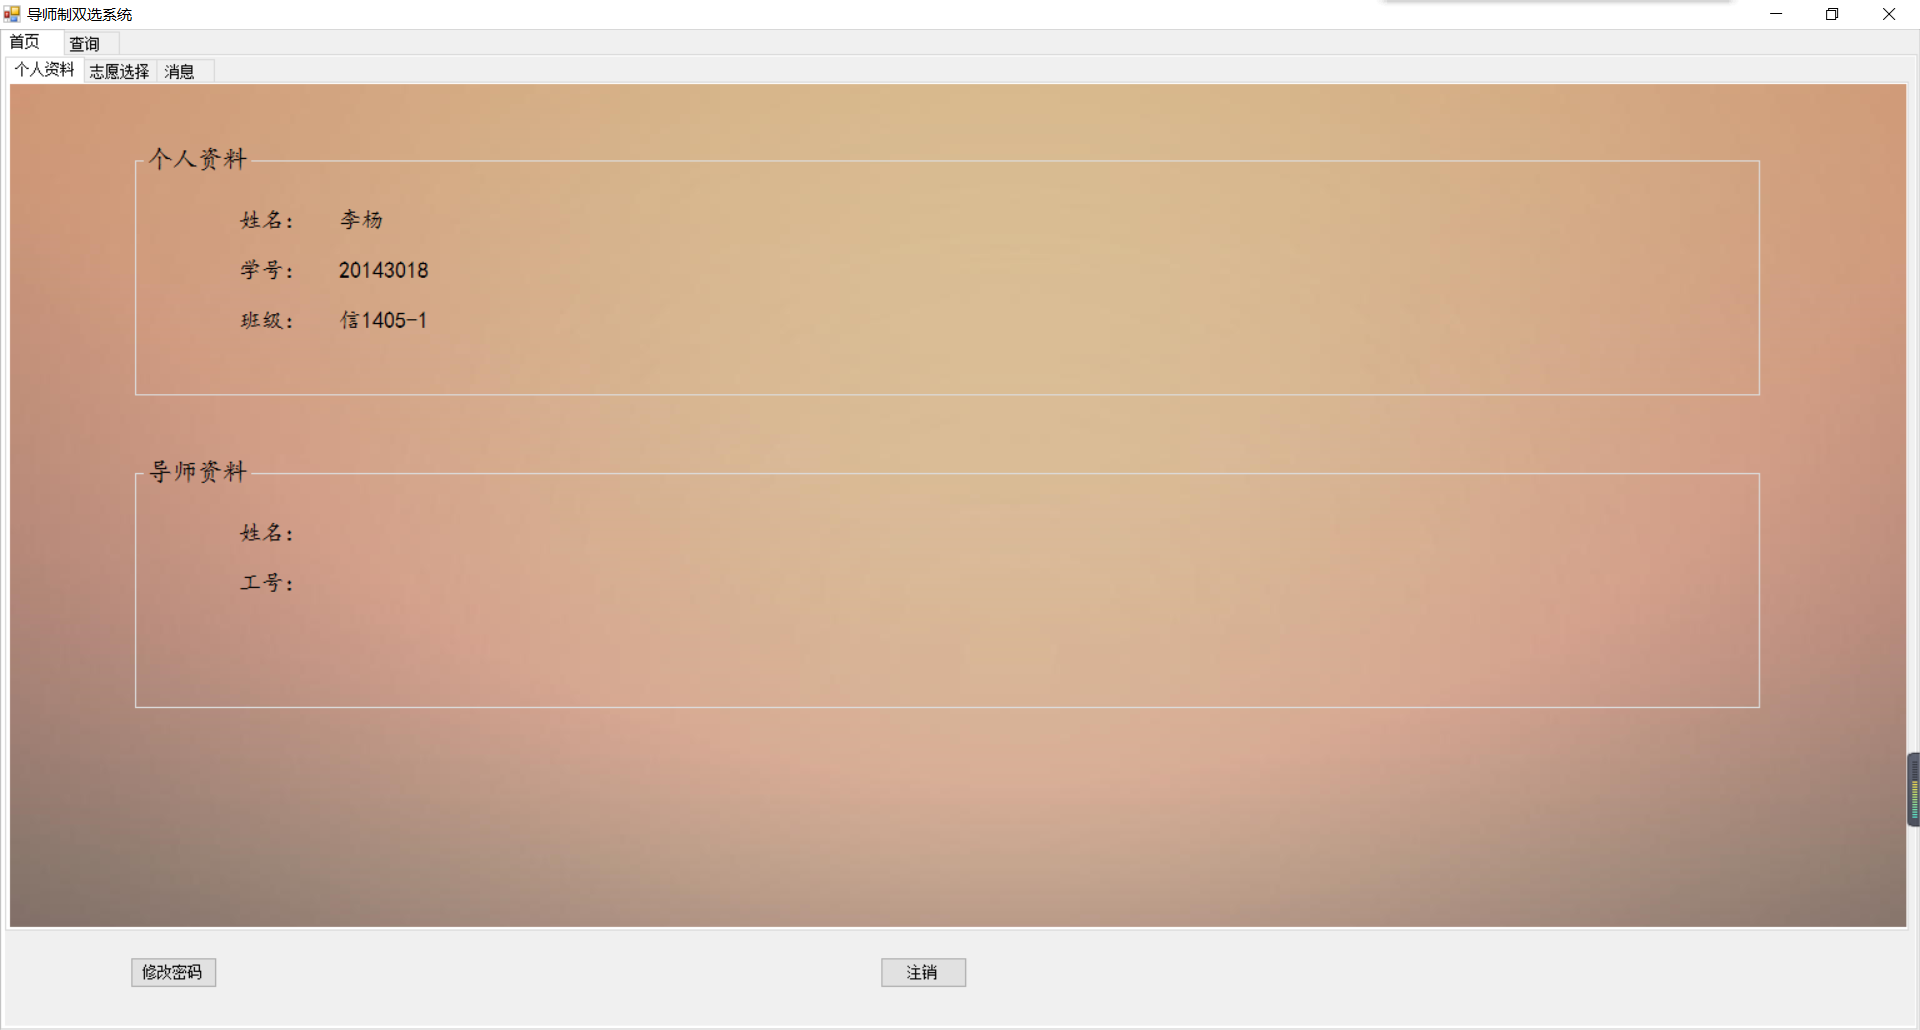 导师制双选系统
首页 查询
个人资料 志愿选择 消息
个人资料
姓名： 李杨
学号： 20143018
班级： 信1405-1
导师资料
姓名：
工号：
修改密码 注销